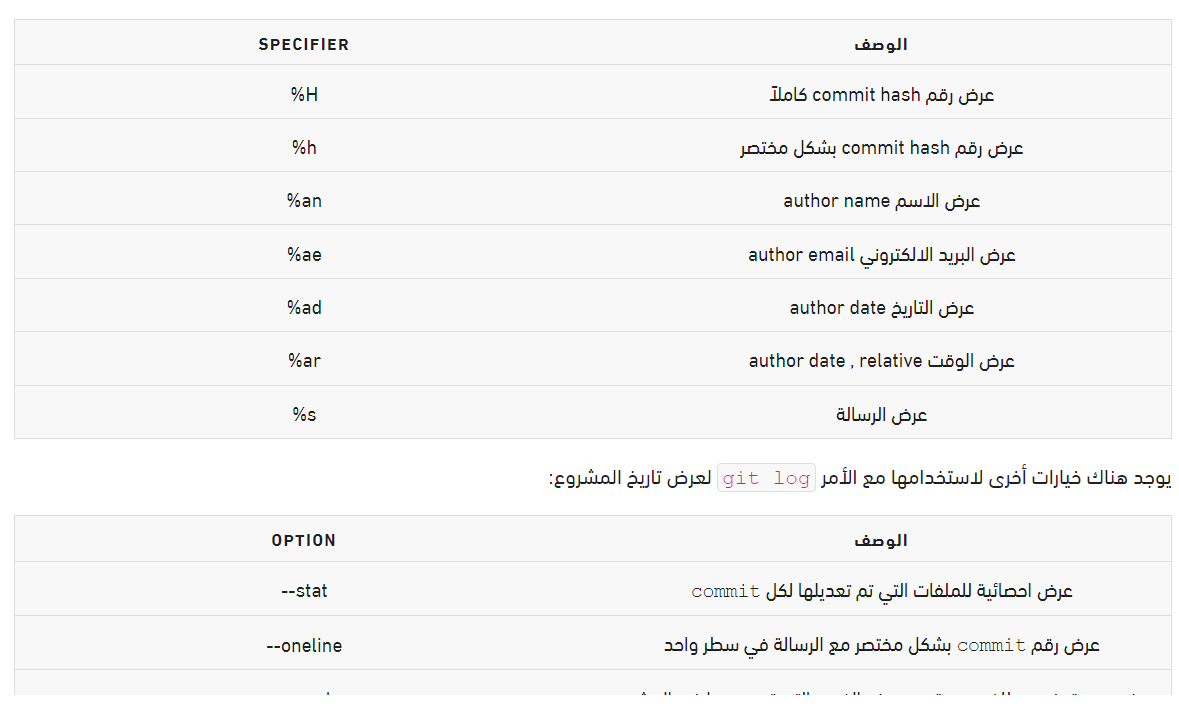 الوصف SPECIFIER
عرض رقم commit hash كاملاً %H
عرض رقم commit hash بشكل مختصر %h
عرض الاسم author name %an
عرض البريد الالكتروني author email %ae
عرض التاريخ author date %ad
عرض الوقت author date , relative %ar
عرض الرسالة %s
يوجد هناك خيارات أخرى لاستخدامها مع الأمر git log لعرض تاريخ المشروع:
الوصف OPTION
عرض احصائية للملفات التي تم تعديلها لكل commit --stat
عرض رقم commit بشكل مختصر مع الرسالة في سطر واحد --oneline